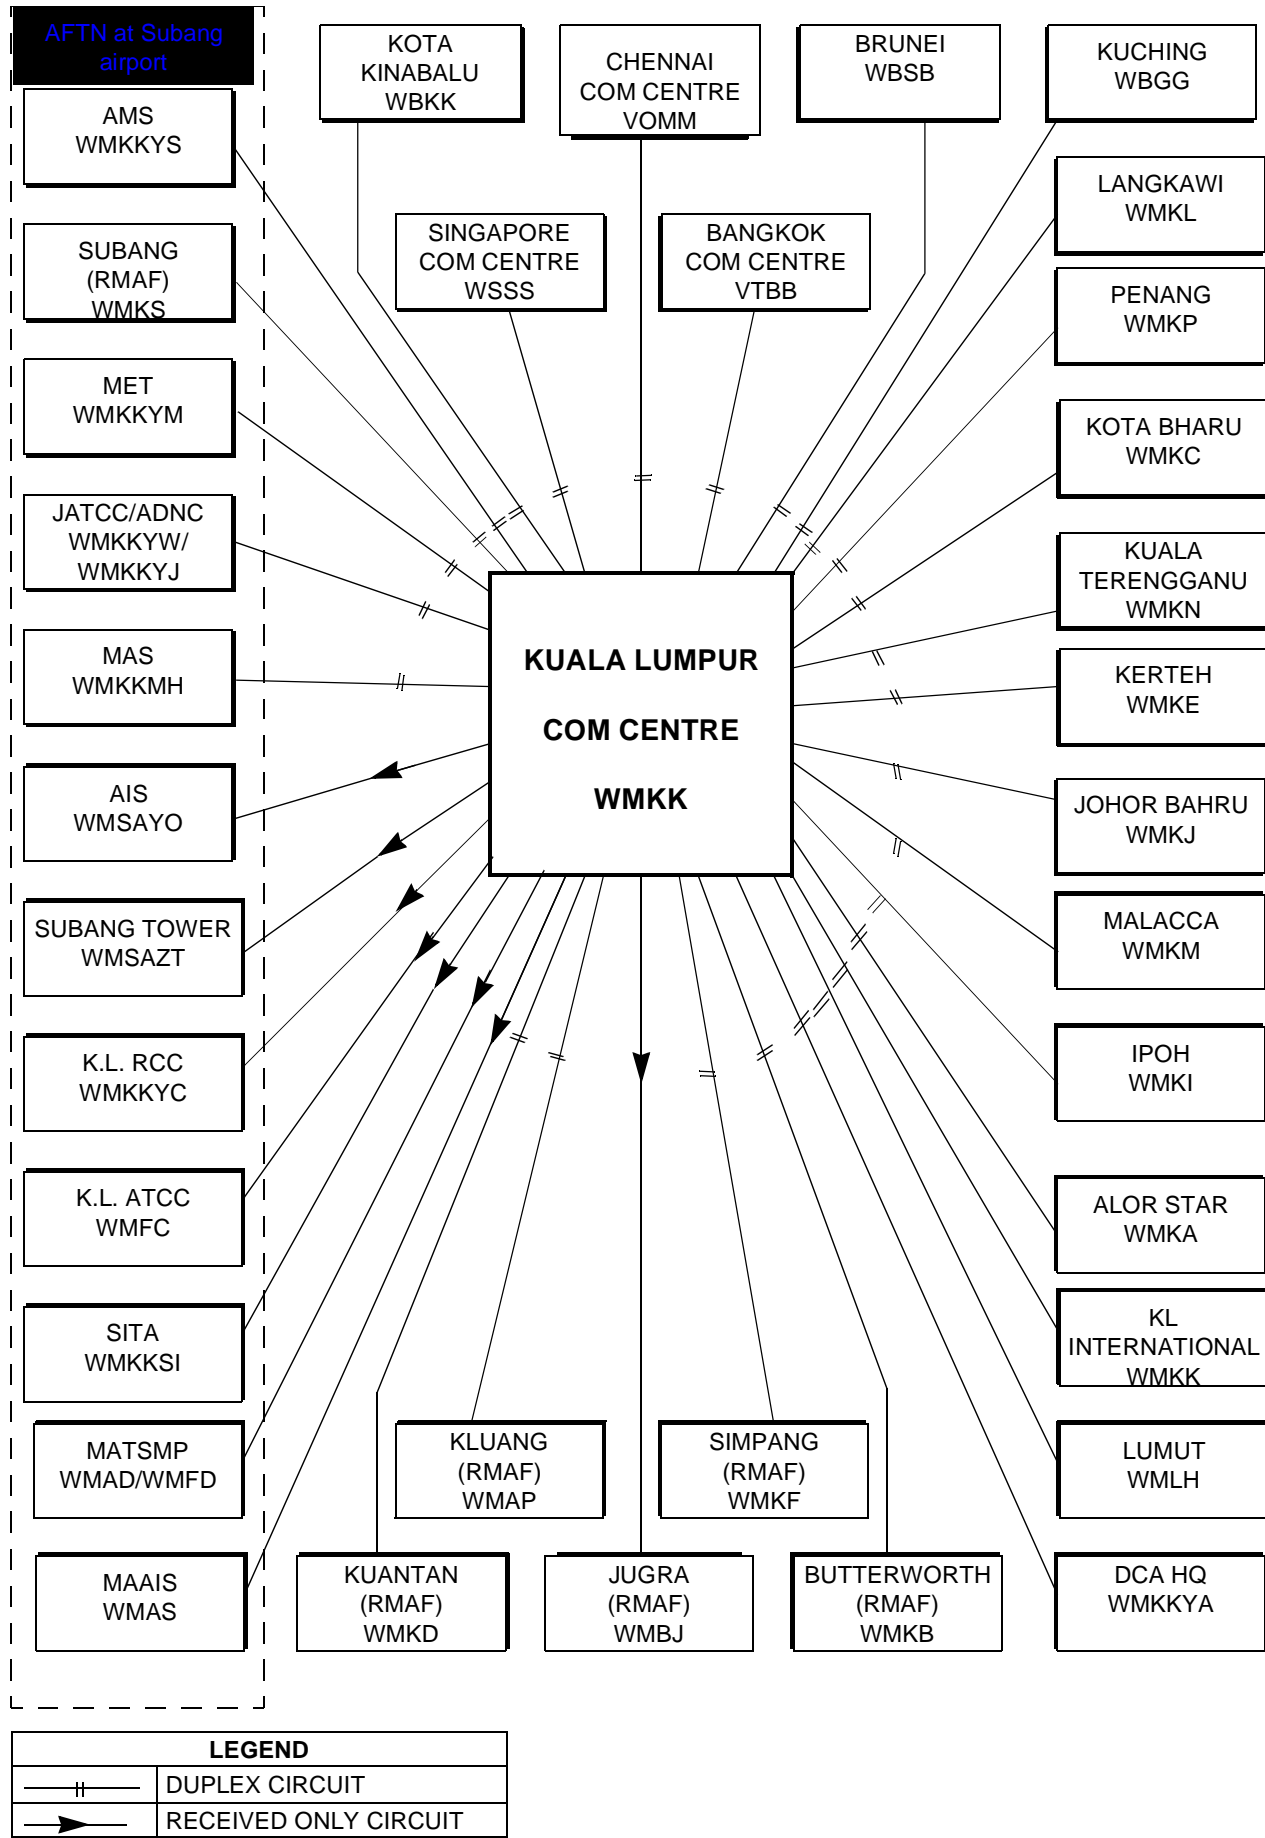 AFTN at Subang
airport
AMS
WMKKYS
SUBANG
(RMAF)
WMKS
MET
WMKKYM
JATCC/ADNC
WMKKYW/
WMKKYJ
MAS
WMKKMH
AIS
WMSAYO
SUBANG TOWER
WMSAZT
K.L. RCC
WMKKYC
K.L. ATCC
WMFC
SITA
WMKKSI
MATSMP
WMAD/WMFD
MAAIS
WMAS
KOTA
KINABALU
WBKK
CHENNAI
COM CENTRE
VOMM
BRUNEI
WBSB
KUCHING
WBGG
SINGAPORE
COM CENTRE
WSSS
BANGKOK
COM CENTRE
VTBB
LANGKAWI
WMKL
PENANG
WMKP
KOTA BHARU
WMKC
KUALA
TERENGGANU
WMKN
KERTEH
WMKE
JOHOR BAHRU
WMKJ
MALACCA
WMKM
IPOH
WMKI
ALOR STAR
WMKA
KL
INTERNATIONAL
WMKK
LUMUT
WMLH
DCA HQ
WMKKYA
KUALA LUMPUR
COM CENTRE
WMKK
KLUANG
(RMAF)
WMAP
SIMPANG
(RMAF)
WMKF
KUANTAN
(RMAF)
WMKD
JUGRA
(RMAF)
WMBJ
BUTTERWORTH
(RMAF)
WMKB
LEGEND
DUPLEX CIRCUIT
RECEIVED ONLY CIRCUIT